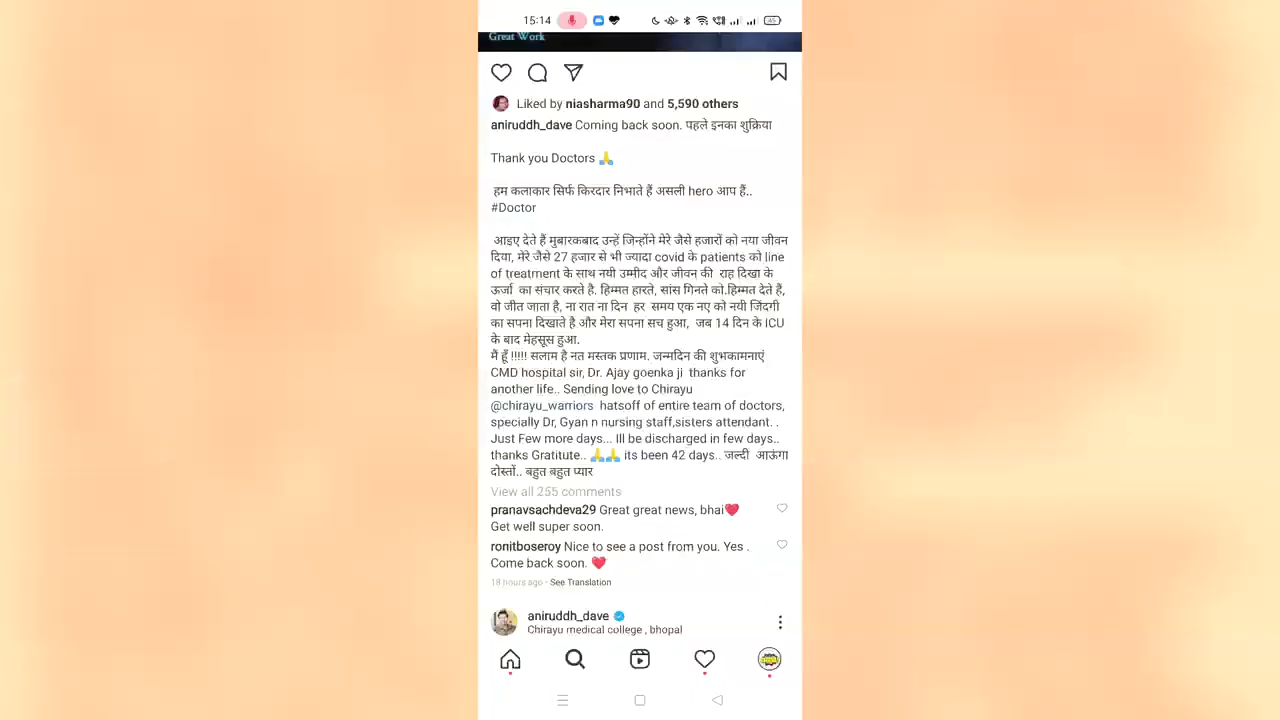 15:14
45
Great Work
Liked by niasharma90 and 5,590 others
aniruddh_dave Coming back soon. पहले इनका शुक्रिया
Thank you Doctors 🙏
हम कलाकार सिर्फ किरदार निभाते हैं असली hero आप हैं..
#Doctor
आइए देते हैं मुबारकबाद उन्हें जिन्होंने मेरे जैसे हजारों को नया जीवन
दिया, मेरे जैसे 27 हजार से भी ज्यादा covid के patients को line
of treatment के साथ नयी उम्मीद और जीवन की राह दिखा के
ऊर्जा का संचार करते है. हिम्मत हारते, सांस गिनते को.हिम्मत देते हैं,
वो जीत जाता है, ना रात ना दिन हर समय एक नए को नयी जिंदगी
का सपना दिखाते है और मेरा सपना सच हुआ, जब 14 दिन के ICU
के बाद मेहसूस हुआ.
मैं हूँ !!!!! सलाम है नत मस्तक प्रणाम. जन्मदिन की शुभकामनाएं
CMD hospital sir, Dr. Ajay goenka ji thanks for
another life.. Sending love to Chirayu
@chirayu_warriors hatsoff of entire team of doctors,
specially Dr, Gyan n nursing staff,sisters attendant. .
Just Few more days... Ill be discharged in few days..
thanks Gratitute.. 🙏🙏 its been 42 days.. जल्दी आऊंगा
दोस्तों.. बहुत बहुत प्यार
View all 255 comments
pranavsachdeva29 Great great news, bhai❤️
Get well super soon.
ronitboseroy Nice to see a post from you. Yes .
Come back soon. ❤️
18 hours ago · See Translation
aniruddh_dave
Chirayu medical college , bhopal